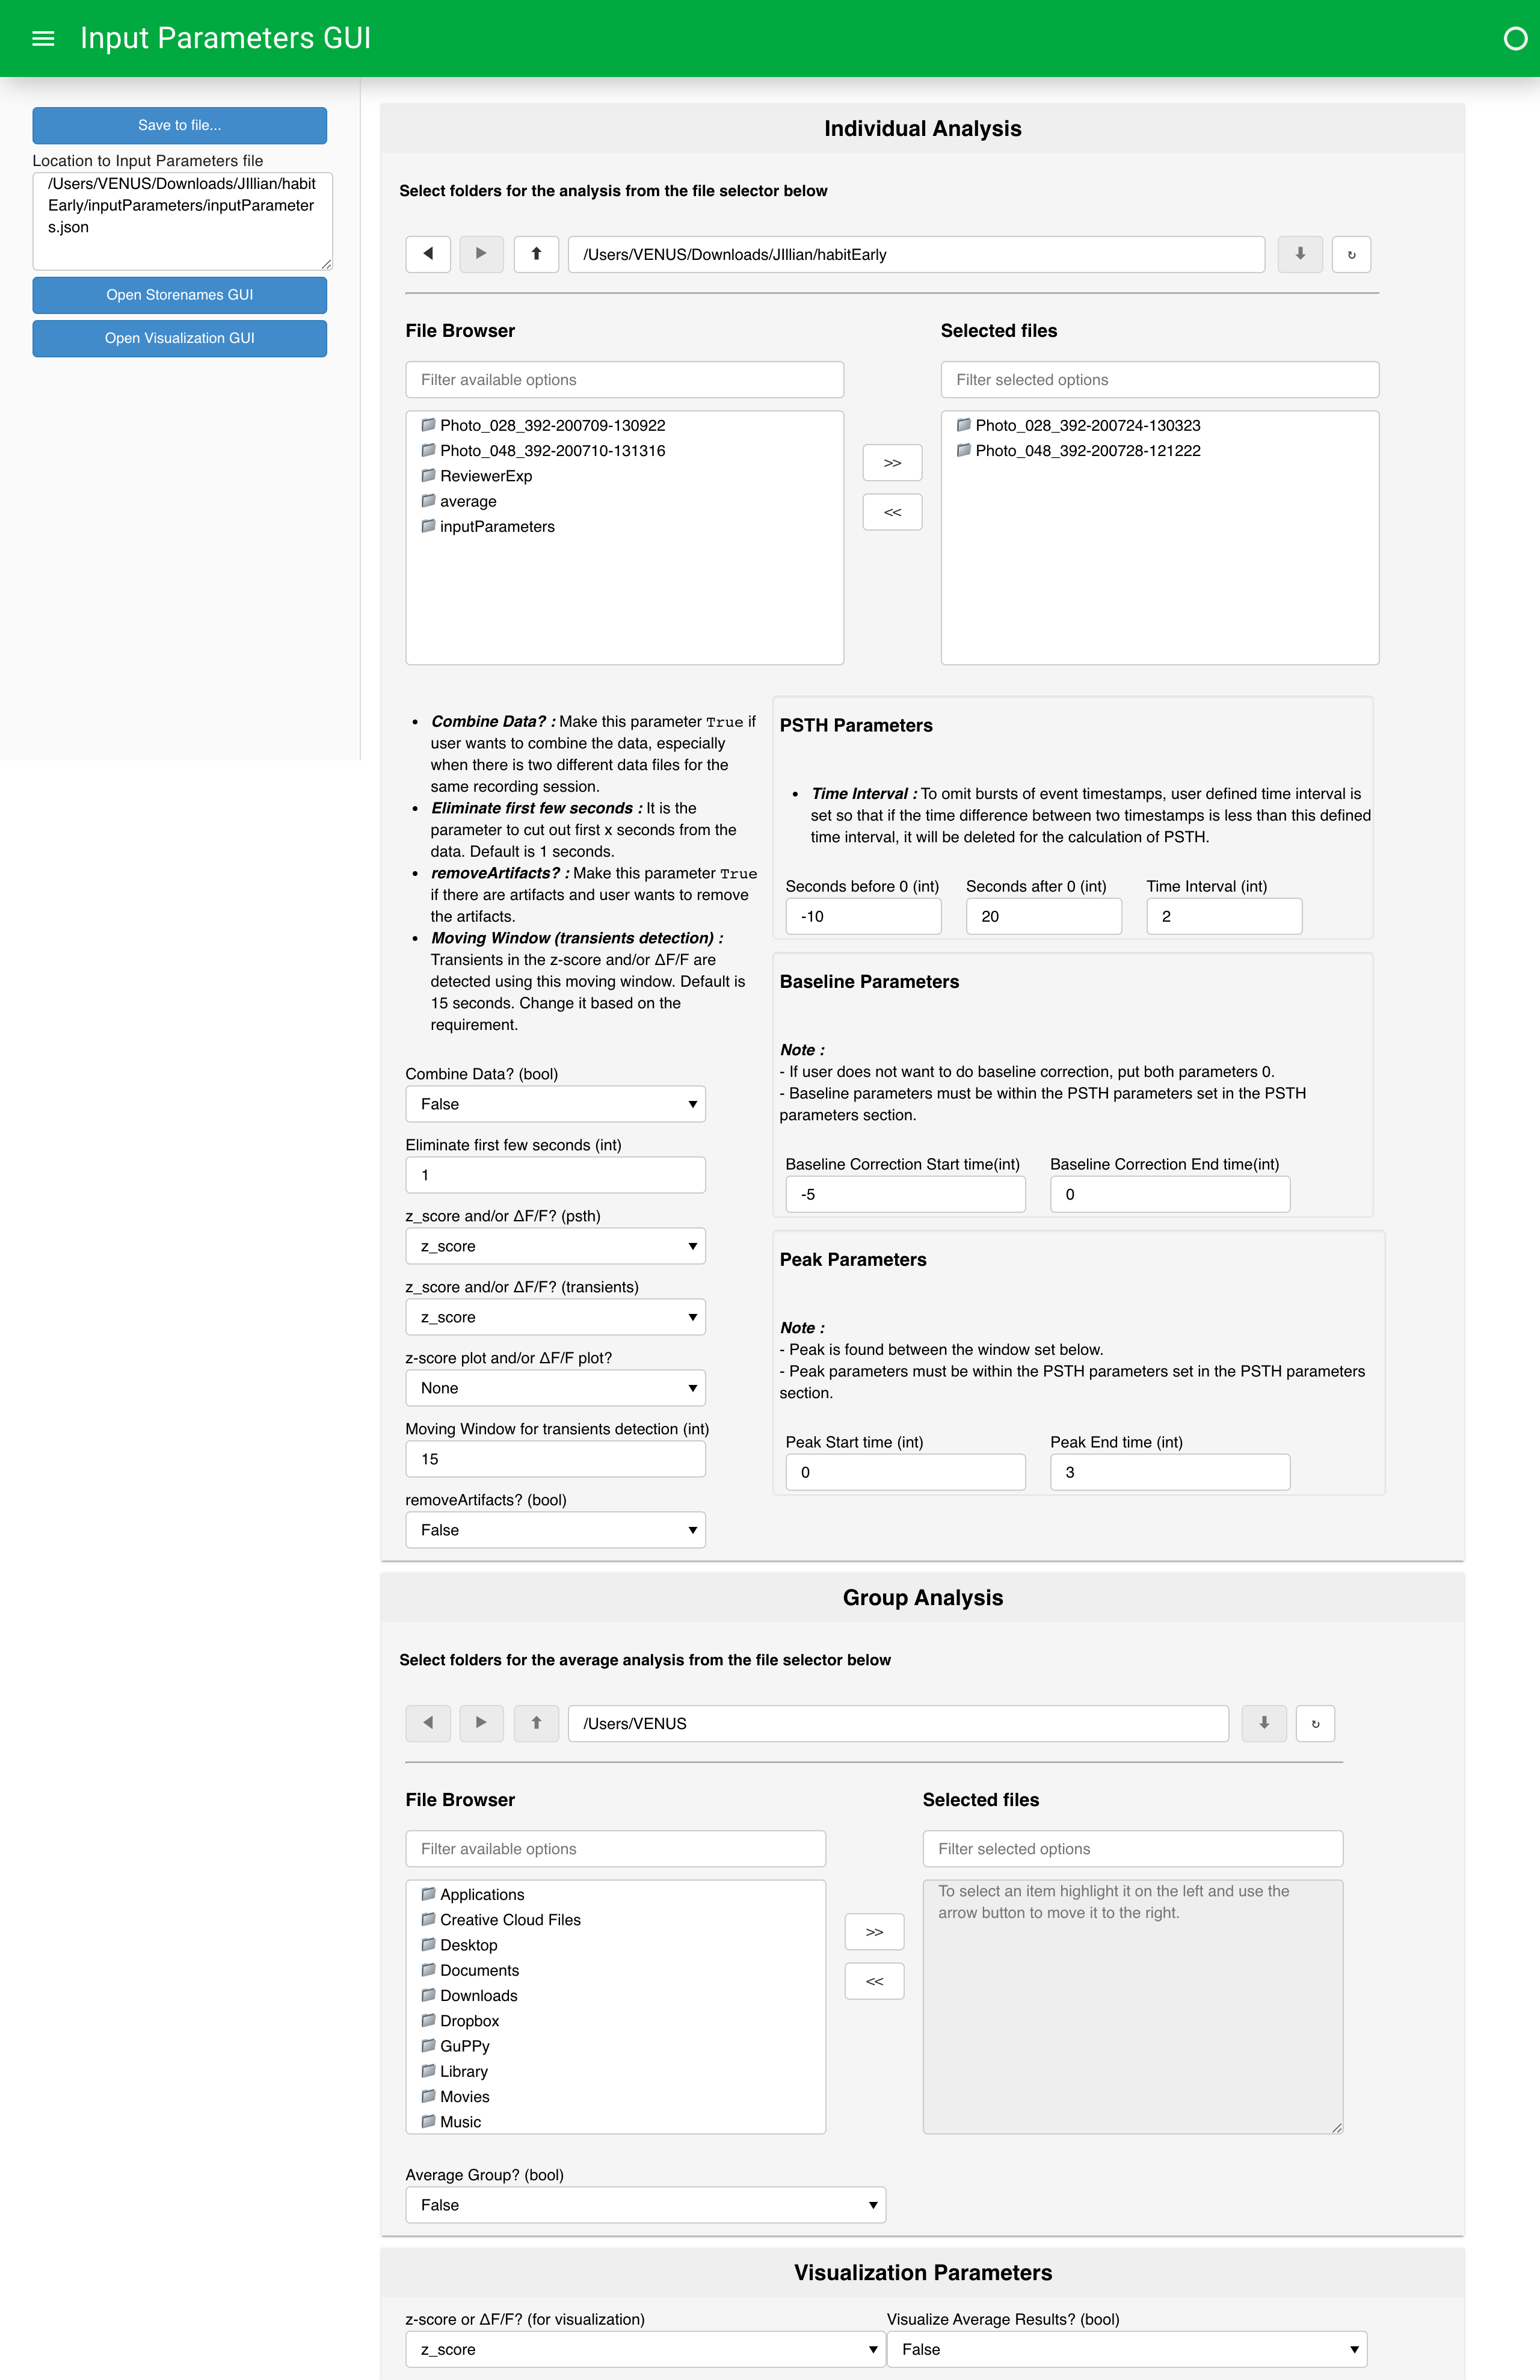 Input Parameters GUI
Save to file...
Location to Input Parameters file
/Users/VENUS/Downloads/JIllian/habit
Early/inputParameters/inputParameter
s.json
Open Storenames GUI
Open Visualization GUI
Individual Analysis
Select folders for the analysis from the file selector below
/Users/VENUS/Downloads/JIllian/habitEarly
File Browser
Filter available options
Photo_028_392-200709-130922
Photo_048_392-200710-131316
ReviewerExp
average
inputParameters
>>
<<
Selected files
Filter selected options
Photo_028_392-200724-130323
Photo_048_392-200728-121222
• Combine Data? : Make this parameter True if
user wants to combine the data, especially
when there is two different data files for the
same recording session.
• Eliminate first few seconds : It is the
parameter to cut out first x seconds from the
data. Default is 1 seconds.
• removeArtifacts? : Make this parameter True
if there are artifacts and user wants to remove
the artifacts.
• Moving Window (transients detection) :
Transients in the z-score and/or ΔF/F are
detected using this moving window. Default is
15 seconds. Change it based on the
requirement.
Combine Data? (bool)
False
Eliminate first few seconds (int)
1
z_score and/or ΔF/F? (psth)
z_score
z_score and/or ΔF/F? (transients)
z_score
z-score plot and/or ΔF/F plot?
None
Moving Window for transients detection (int)
15
removeArtifacts? (bool)
False
PSTH Parameters
• Time Interval : To omit bursts of event timestamps, user defined time interval is
set so that if the time difference between two timestamps is less than this defined
time interval, it will be deleted for the calculation of PSTH.
Seconds before 0 (int) Seconds after 0 (int) Time Interval (int)
-10 20 2
Baseline Parameters
Note :
- If user does not want to do baseline correction, put both parameters 0.
- Baseline parameters must be within the PSTH parameters set in the PSTH
parameters section.
Baseline Correction Start time(int) Baseline Correction End time(int)
-5 0
Peak Parameters
Note :
- Peak is found between the window set below.
- Peak parameters must be within the PSTH parameters set in the PSTH parameters
section.
Peak Start time (int) Peak End time (int)
0 3
Group Analysis
Select folders for the average analysis from the file selector below
/Users/VENUS
File Browser
Filter available options
Applications
Creative Cloud Files
Desktop
Documents
Downloads
Dropbox
GuPPy
Library
Movies
Music
>>
<<
Selected files
Filter selected options
To select an item highlight it on the left and use the
arrow button to move it to the right.
Average Group? (bool)
False
Visualization Parameters
z-score or ΔF/F? (for visualization) Visualize Average Results? (bool)
z_score False